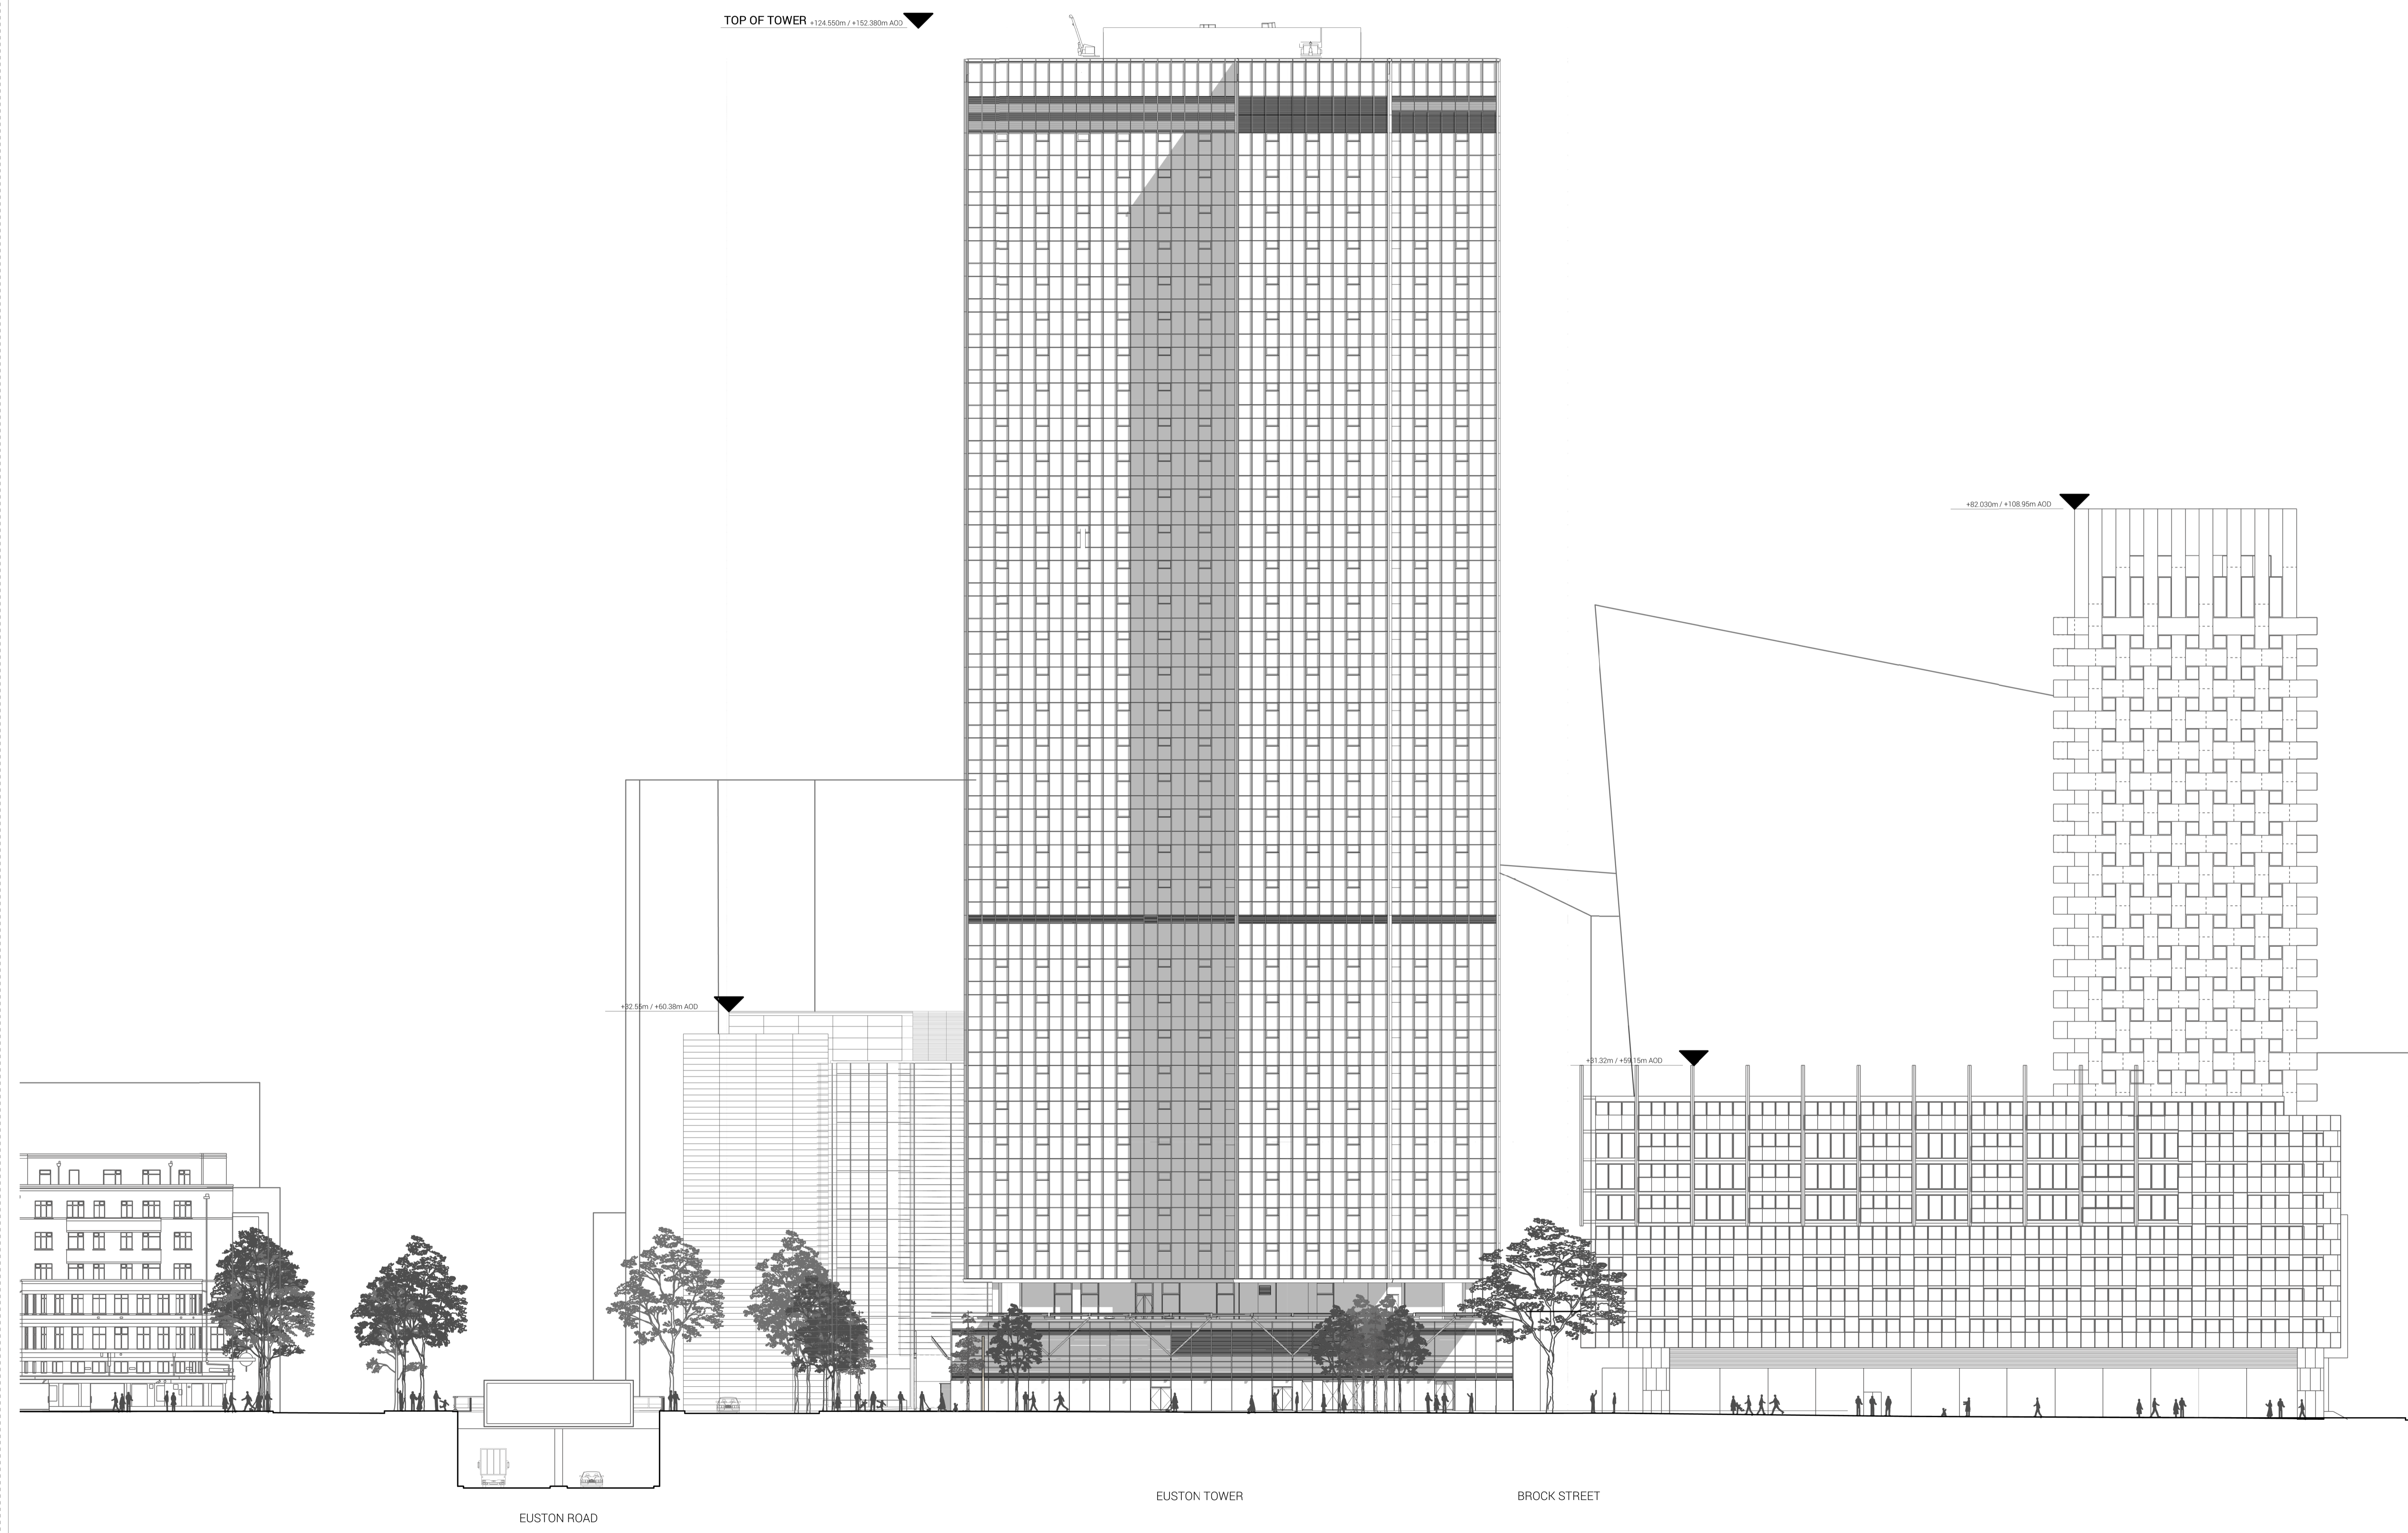 TOP OF TOWER +124.550m / +152.380m AOD
+82.030m / +108.95m AOD
+32.55m / +60.38m AOD
+31.32m / +59.15m AOD
EUSTON TOWER
BROCK STREET
EUSTON ROAD